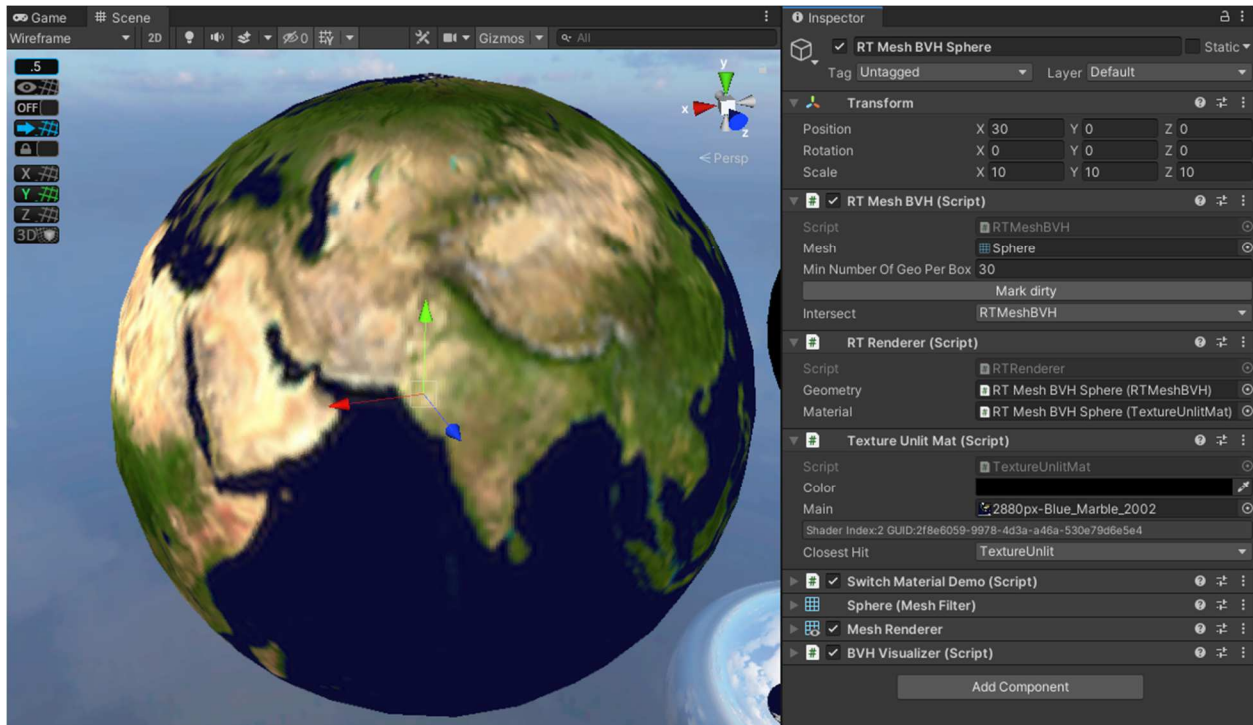 Game
Scene
Inspector
Wireframe
2D
0
Gizmos
All
.5
OFF
X
Y
Z
3D
y
x
z
Persp
RT Mesh BVH Sphere
Static
Tag Untagged Layer Default
Transform
Position X 30 Y 0 Z 0
Rotation X 0 Y 0 Z 0
Scale X 10 Y 10 Z 10
RT Mesh BVH (Script)
Script RTMeshBVH
Mesh Sphere
Min Number Of Geo Per Box 30
Mark dirty
Intersect RTMeshBVH
RT Renderer (Script)
Script RTRenderer
Geometry RT Mesh BVH Sphere (RTMeshBVH)
Material RT Mesh BVH Sphere (TextureUnlitMat)
Texture Unlit Mat (Script)
Script TextureUnlitMat
Color
Main 2880px-Blue_Marble_2002
Shader Index:2 GUID:2f8e6059-9978-4d3a-a46a-530e79d6e5e4
Closest Hit TextureUnlit
Switch Material Demo (Script)
Sphere (Mesh Filter)
Mesh Renderer
BVH Visualizer (Script)
Add Component